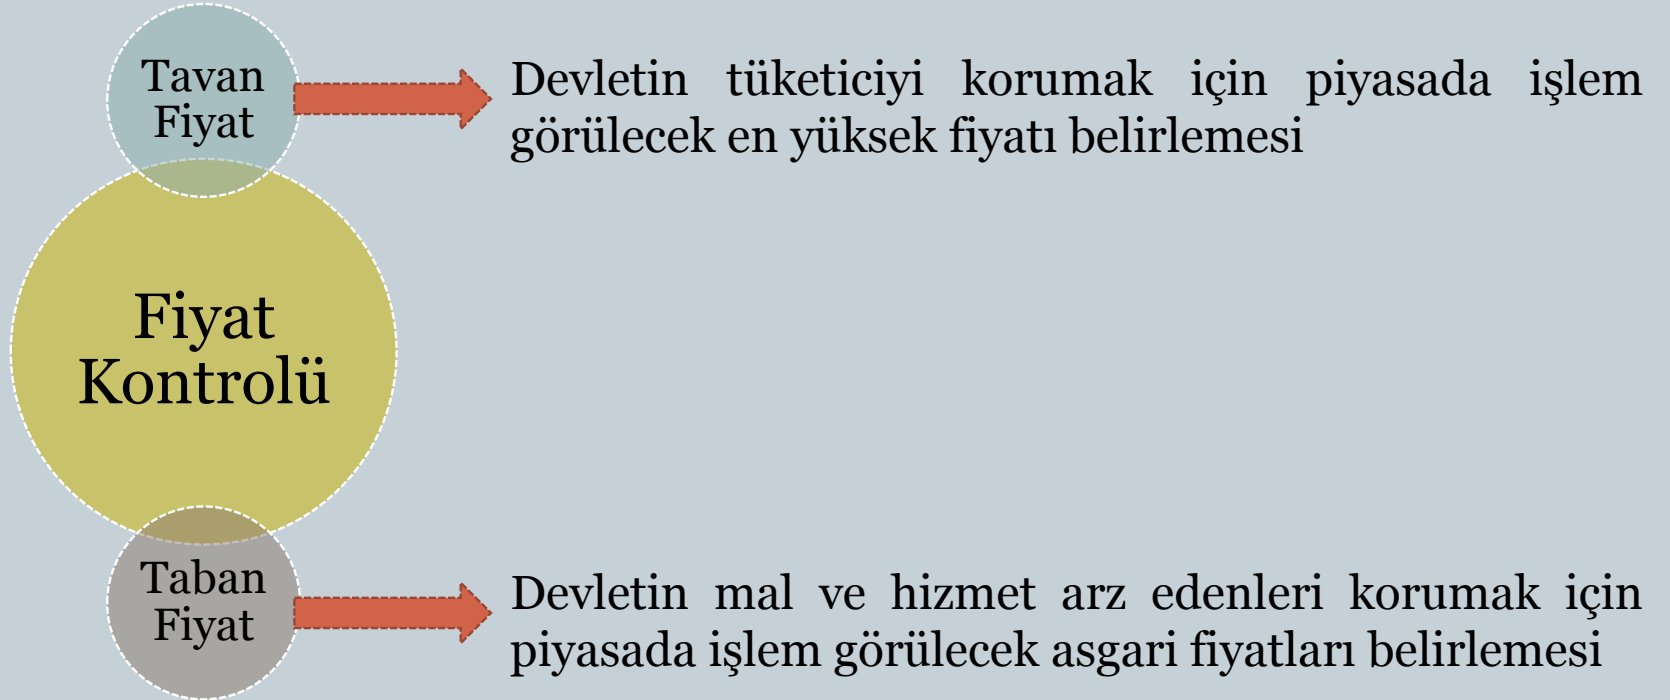 Tavan
Fiyat
Devletin tüketiciyi korumak için piyasada işlem
görülecek en yüksek fiyatı belirlemesi
Fiyat
Kontrolü
Taban
Fiyat
Devletin mal ve hizmet arz edenleri korumak için
piyasada işlem görülecek asgari fiyatları belirlemesi